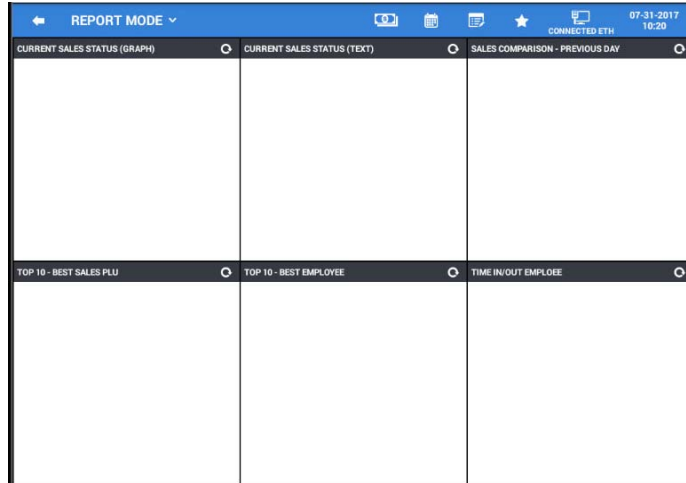 REPORT MODE
CONNECTED ETH
07-31-2017
10:20
CURRENT SALES STATUS (GRAPH)
CURRENT SALES STATUS (TEXT)
SALES COMPARISON - PREVIOUS DAY
TOP 10 - BEST SALES PLU
TOP 10 - BEST EMPLOYEE
TIME IN/OUT EMPLOEE